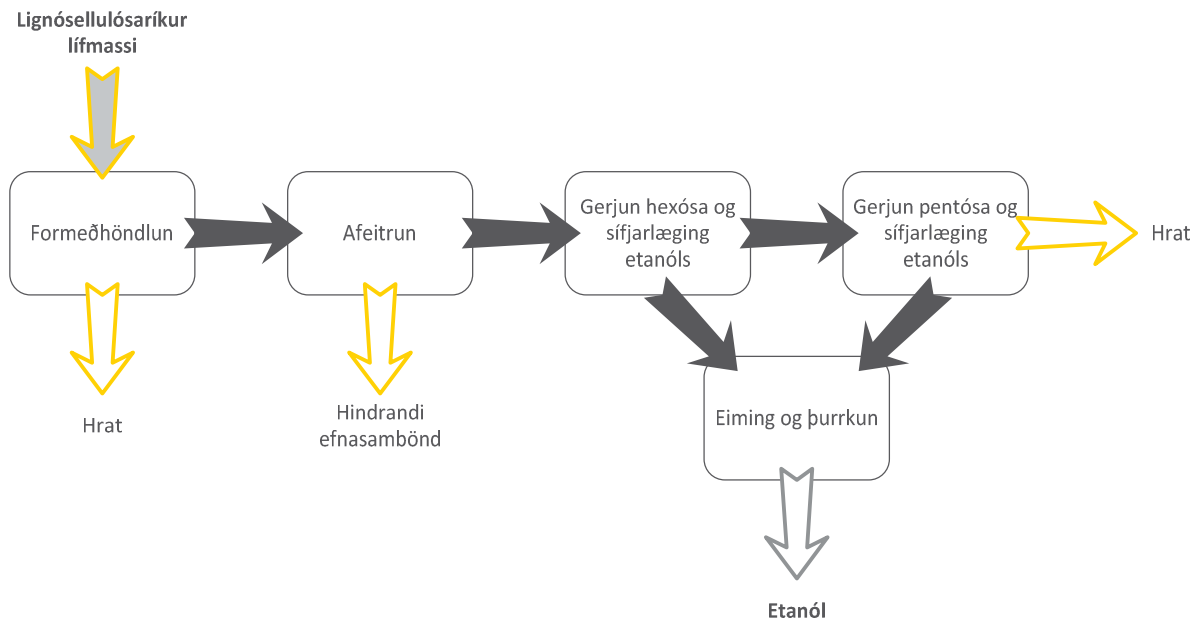 Lignósellulósaríkur
lífmassi
Formeðhöndlun
Afeitrun
Gerjun hexósa og
sífjarlæging
etanóls
Gerjun pentósa og
sífjarlæging
etanóls
Hrat
Hrat
Hindrandi
efnasambönd
Eiming og þurrkun
Etanól